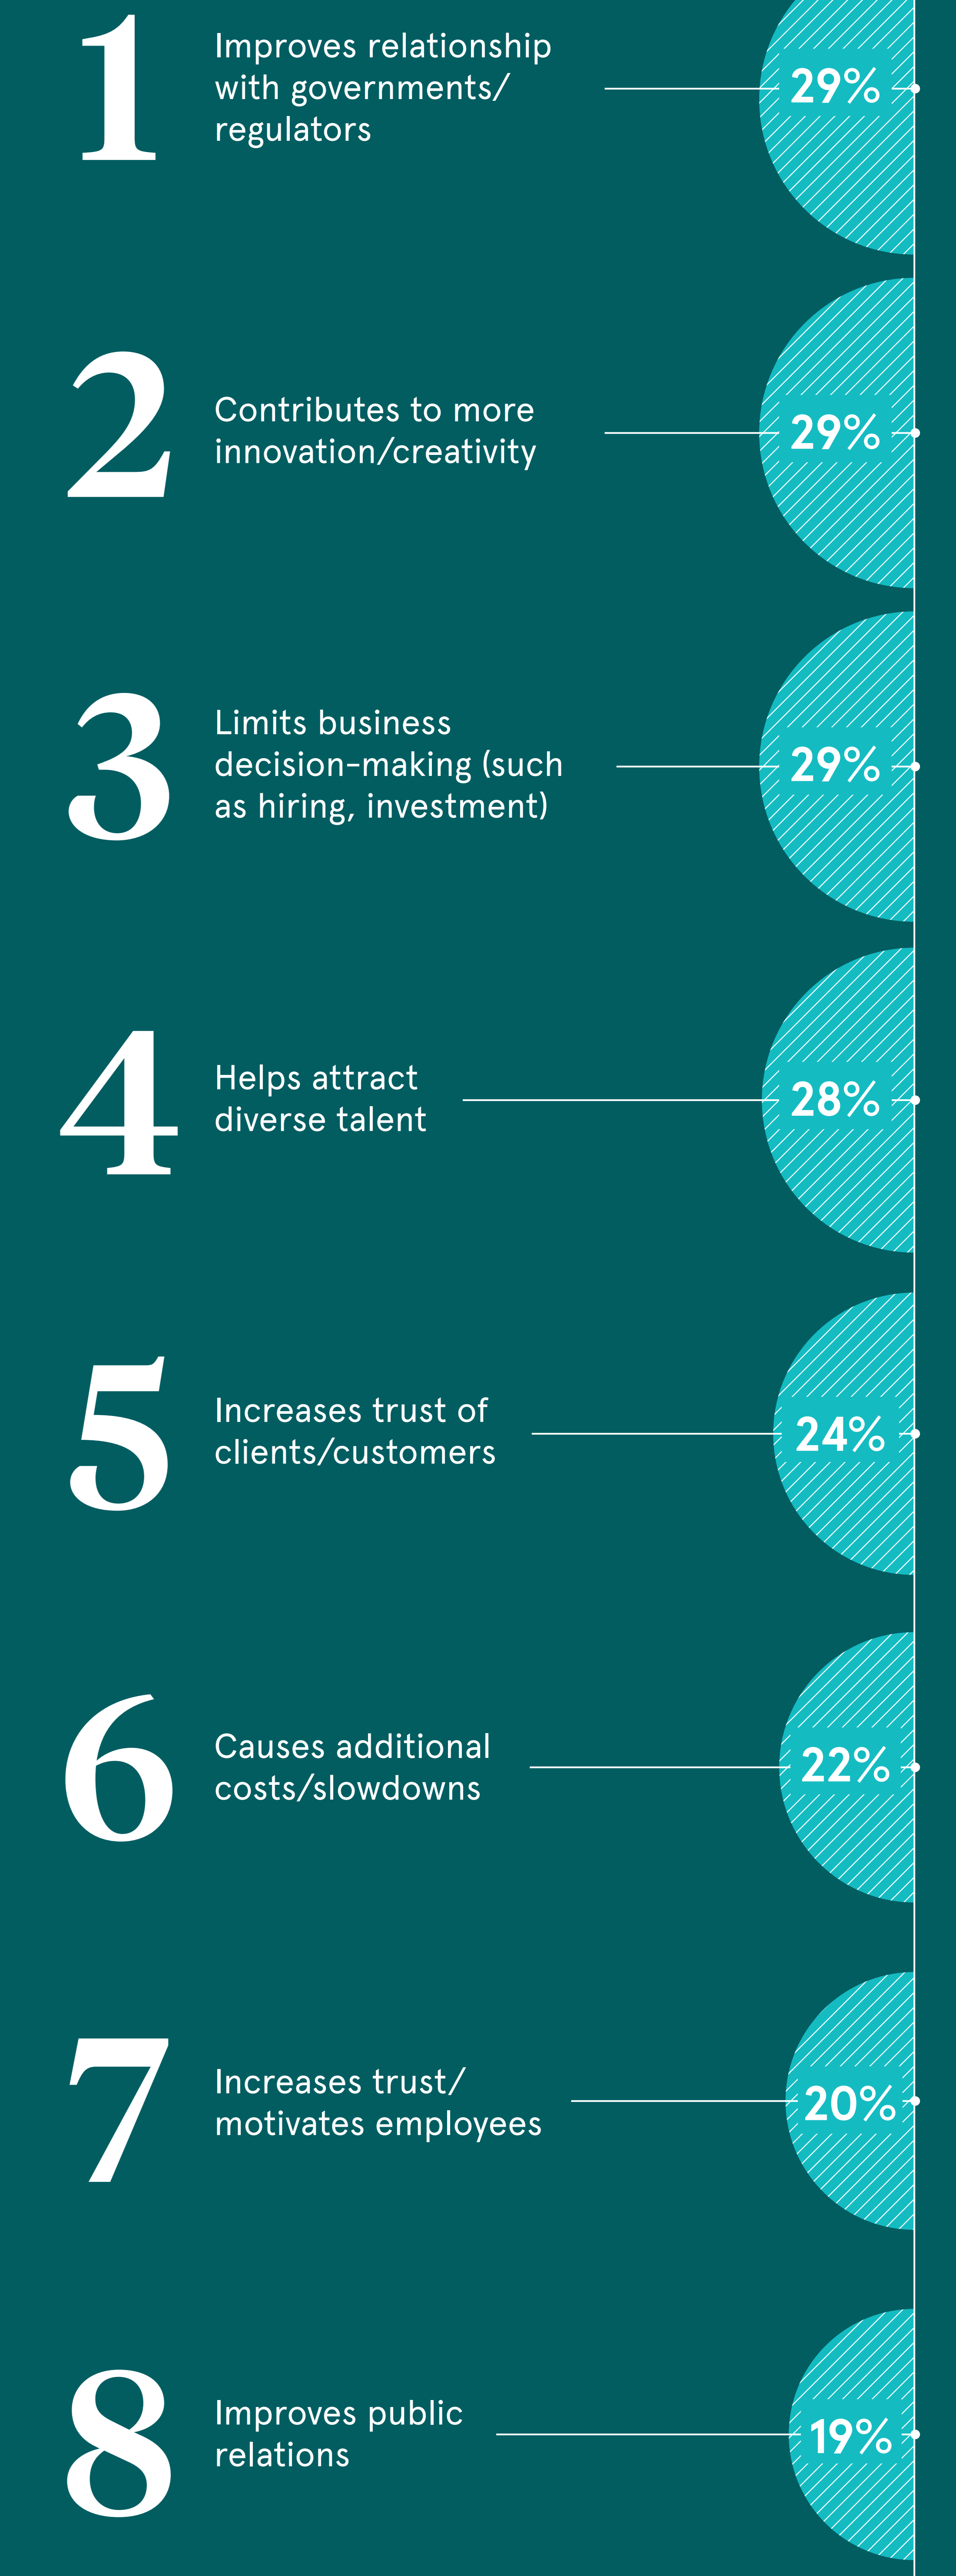 1
Improves relationship
with governments/
regulators
29%
2
Contributes to more
innovation/creativity
29%
3
Limits business
decision-making (such
as hiring, investment)
29%
4
Helps attract
diverse talent
28%
5
Increases trust of
clients/customers
24%
6
Causes additional
costs/slowdowns
22%
7
Increases trust/
motivates employees
20%
8
Improves public
relations
19%